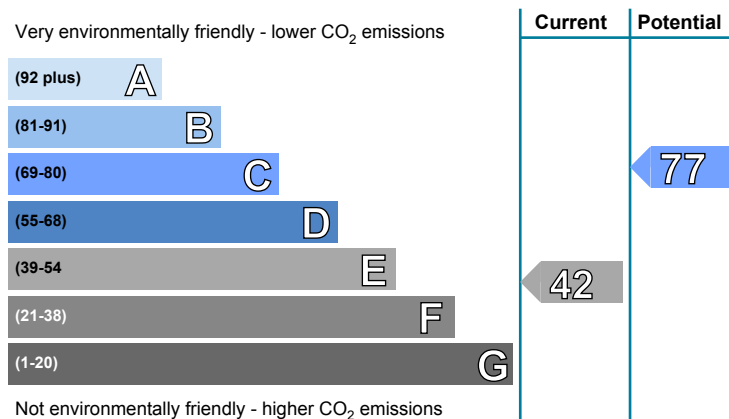 Current Potential
Very environmentally friendly - lower CO2 emissions
(92 plus) A
(81-91) B
(69-80) C
77
(55-68) D
(39-54 E
42
(21-38) F
(1-20) G
Not environmentally friendly - higher CO2 emissions